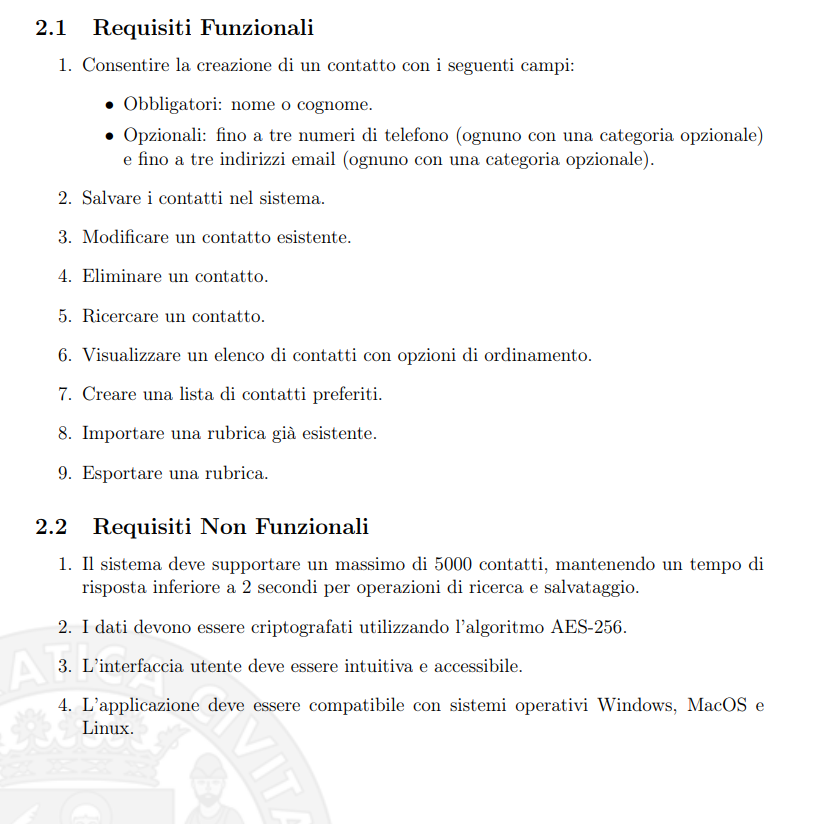 2.1 Requisiti Funzionali
1. Consentire la creazione di un contatto con i seguenti campi:
• Obbligatori: nome o cognome.
• Opzionali: fino a tre numeri di telefono (ognuno con una categoria opzionale)
e fino a tre indirizzi email (ognuno con una categoria opzionale).
2. Salvare i contatti nel sistema.
3. Modificare un contatto esistente.
4. Eliminare un contatto.
5. Ricercare un contatto.
6. Visualizzare un elenco di contatti con opzioni di ordinamento.
7. Creare una lista di contatti preferiti.
8. Importare una rubrica già esistente.
9. Esportare una rubrica.
2.2 Requisiti Non Funzionali
1. Il sistema deve supportare un massimo di 5000 contatti, mantenendo un tempo di
risposta inferiore a 2 secondi per operazioni di ricerca e salvataggio.
2. I dati devono essere criptografati utilizzando l'algoritmo AES-256.
3. L'interfaccia utente deve essere intuitiva e accessibile.
4. L'applicazione deve essere compatibile con sistemi operativi Windows, MacOS e
Linux.
ATICA CIVITA